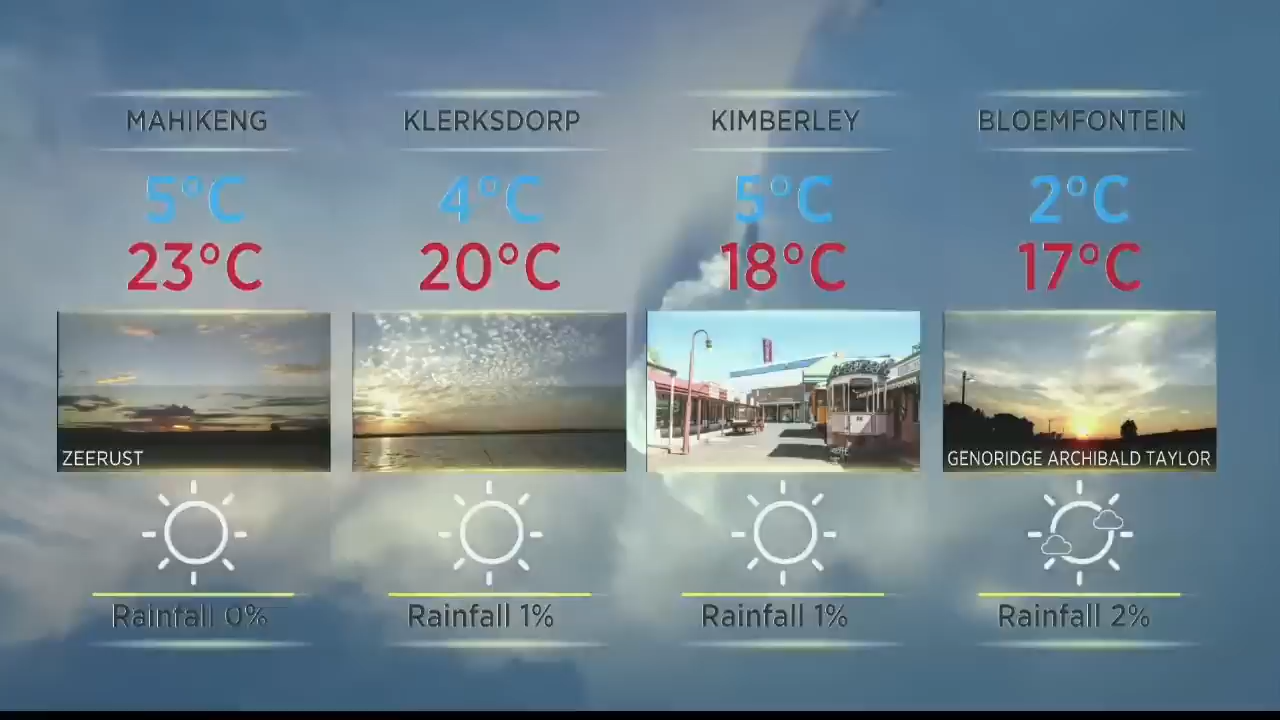 MAHIKENG
5°C
23°C
ZEERUST
Rainfall 0%
KLERKSDORP
4°C
20°C
Rainfall 1%
KIMBERLEY
5°C
18°C
Rainfall 1%
BLOEMFONTEIN
2°C
17°C
GENORIDGE ARCHIBALD TAYLOR
Rainfall 2%